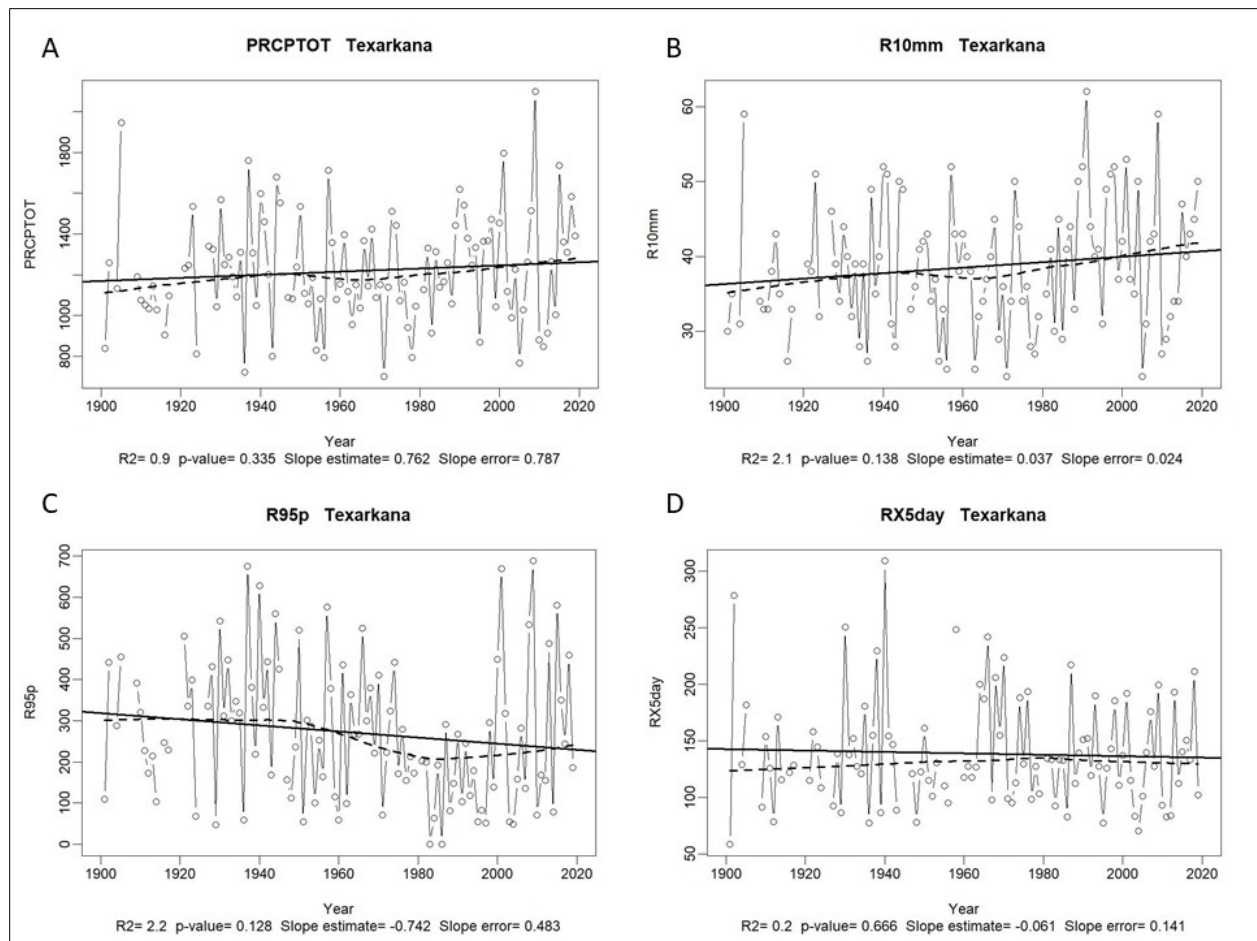 A
PRCPTOT Texarkana
PRCPTOT
800 1000 1400 1800
1900 1920 1940 1960 1980 2000 2020
Year
R2= 0.9 p-value= 0.335 Slope estimate= 0.762 Slope error= 0.787
B
R10mm Texarkana
R10mm
30 40 50 60
1900 1920 1940 1960 1980 2000 2020
Year
R2= 2.1 p-value= 0.138 Slope estimate= 0.037 Slope error= 0.024
C
R95p Texarkana
R95p
0 100 200 300 400 500 600 700
1900 1920 1940 1960 1980 2000 2020
Year
R2= 2.2 p-value= 0.128 Slope estimate= -0.742 Slope error= 0.483
D
RX5day Texarkana
RX5day
50 100 150 200 250 300
1900 1920 1940 1960 1980 2000 2020
Year
R2= 0.2 p-value= 0.666 Slope estimate= -0.061 Slope error= 0.141